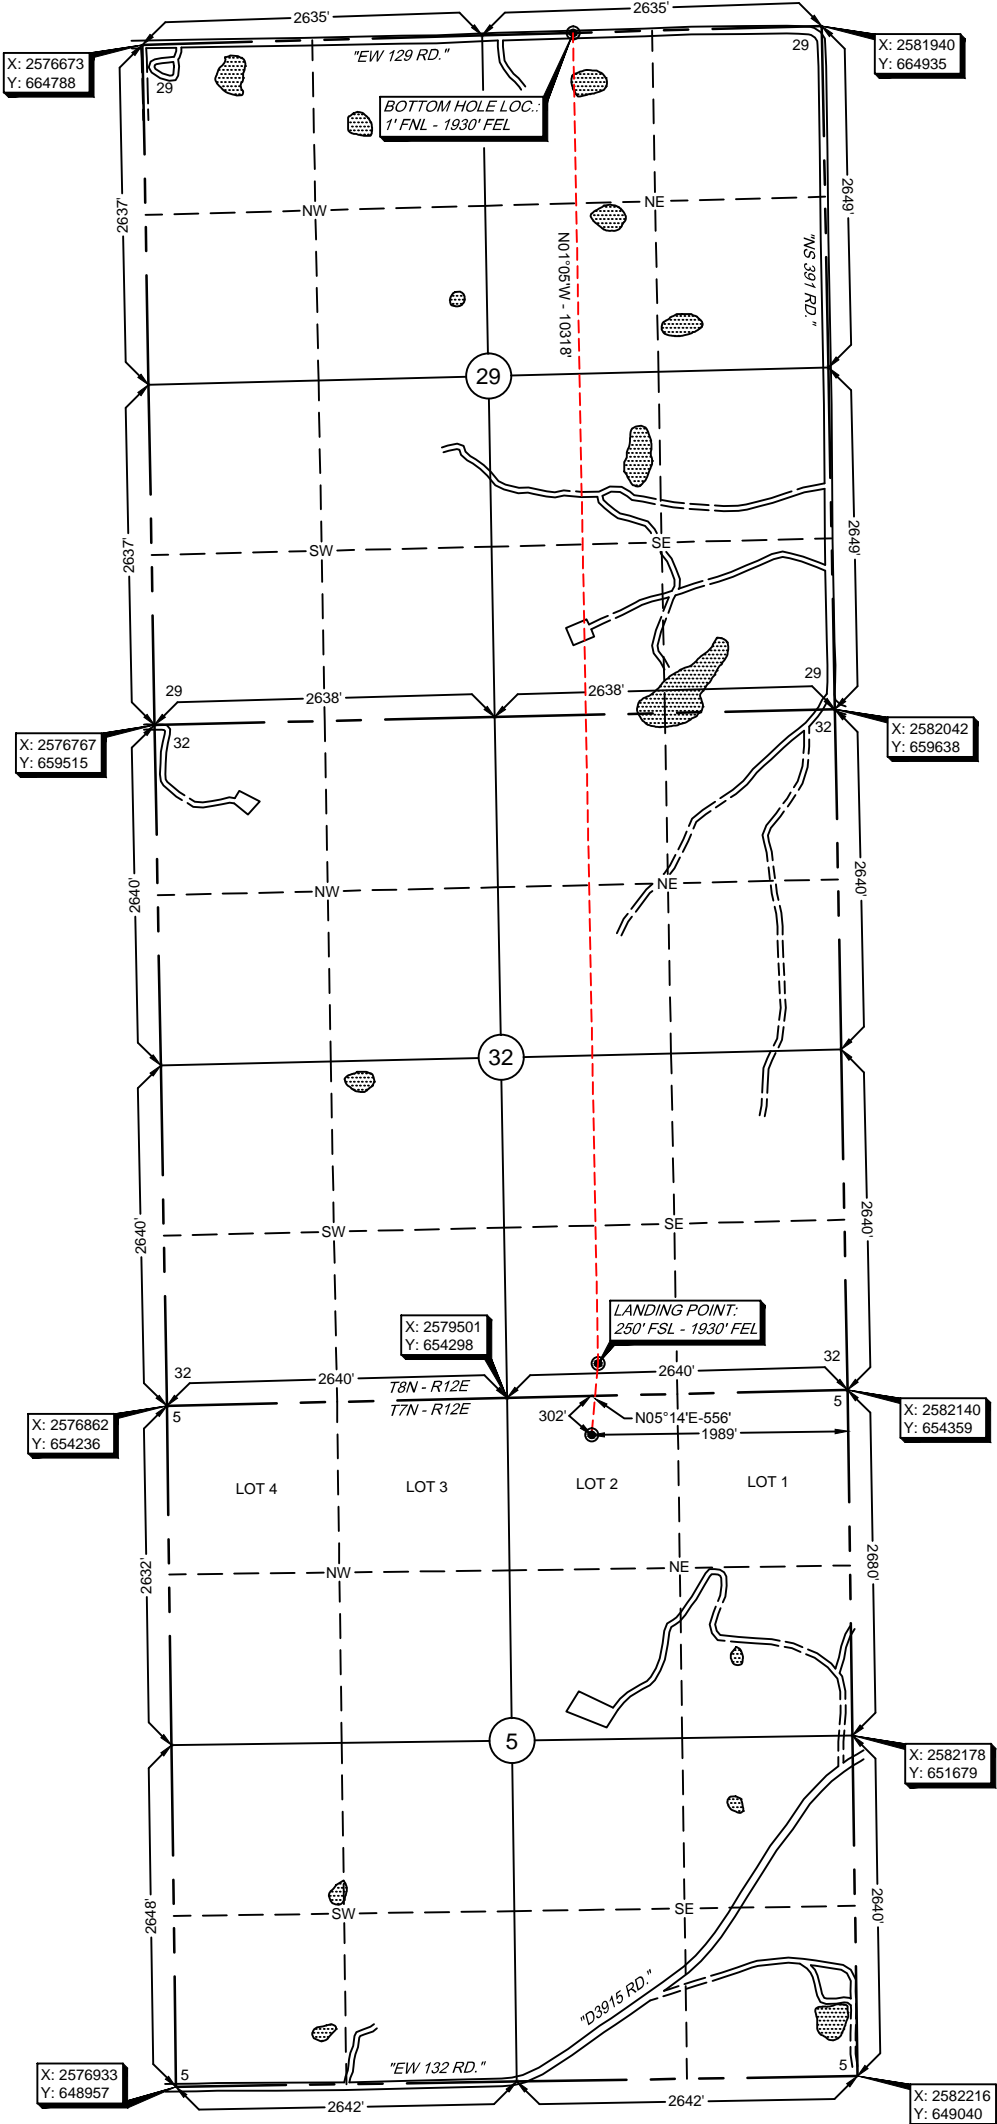 2635'
2635'
X: 2576673
Y: 664788
"EW 129 RD."
29
29
X: 2581940
Y: 664935
BOTTOM HOLE LOC.:
1' FNL - 1930' FEL
2637'
NW
NE
2649'
"NS 391 RD."
N01°05'W - 10318'
29
2637'
SW
SE
2649'
29
2638'
2638'
29
X: 2576767
Y: 659515
32
32
X: 2582042
Y: 659638
2640'
NW
NE
2640'
32
2640'
SW
SE
2640'
LANDING POINT:
250' FSL - 1930' FEL
X: 2579501
Y: 654298
32
2640'
T8N - R12E
2640'
32
X: 2576862
Y: 654236
5
T7N - R12E
302'
N05°14'E-556'
1989'
5
X: 2582140
Y: 654359
LOT 4
LOT 3
LOT 2
LOT 1
2632'
NW
NE
2680'
5
X: 2582178
Y: 651679
2648'
SW
SE
2640'
"D3915 RD."
X: 2576933
Y: 648957
5
"EW 132 RD."
5
2642'
2642'
X: 2582216
Y: 649040